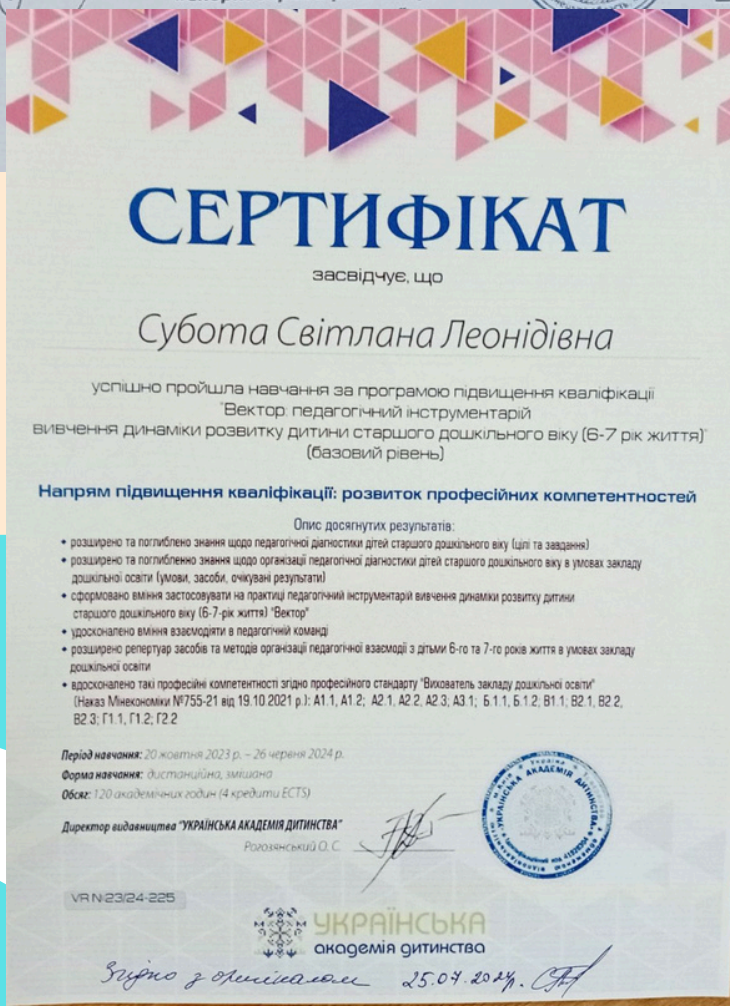 СЕРТИФІКАТ
засвідчує, що
Субота Світлана Леонідівна
успішно пройшла навчання за програмою підвищення кваліфікації
"Вектор: педагогічний інструментарій
вивчення динаміки розвитку дитини старшого дошкільного віку (6-7 рік життя)"
(базовий рівень)
Напрям підвищення кваліфікації: розвиток професійних компетентностей
Опис досягнутих результатів:
• розширено та поглиблено знання щодо педагогічної діагностики дітей старшого дошкільного віку (цілі та завдання)
• розширено та поглибленно знання щодо організації педагогічної діагностики дітей старшого дошкільного віку в умовах закладу
дошкільної освіти (умови, засоби, очікувані результати)
• сформовано вміння застосовувати на практиці педагогічний інструментарій вивчення динаміки розвитку дитини
старшого дошкільного віку (6-7-рік життя) "Вектор"
• удосконалено вміння взаємодіяти в педагогічній команді
• розширено репертуар засобів та методів організації педагогічної взаємодії з дітьми 6-го та 7-го років життя в умовах закладу
дошкільної освіти
• вдосконалено такі професійні компетентності згідно професійного стандарту "Вихователь закладу дошкільної освіти"
(Наказ Мінекономіки №755-21 від 19.10 2021 р.): А1.1, А1.2; А2.1, А2.2, А2.3; А3.1; Б.1.1, Б.1.2; В1.1; В2.1, В2.2,
В2.3; Г1.1, Г1.2; Г2.2
Період навчання: 20 жовтня 2023 р. – 26 червня 2024 р.
Форма навчання: дистанційна, змішана
Обсяг: 120 академічних годин (4 кредити ECTS)
Директор видавництва "УКРАЇНСЬКА АКАДЕМІЯ ДИТИНСТВА"
Рогозянський О. С.
УКРАЇНСЬКА АКАДЕМІЯ ДИТИНСТВА
VR N 23/24-225
УКРАЇНСЬКА
академія дитинства
Згідно з оригіналом 25.07.2024р.